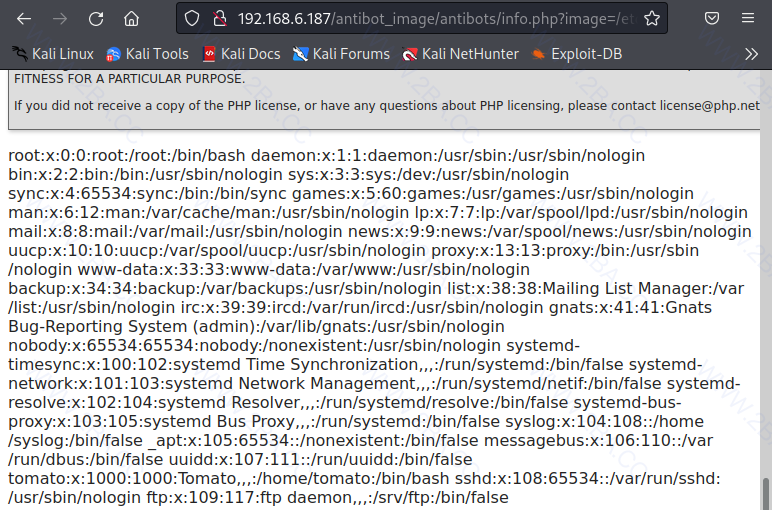 192.168.6.187/antibot_image/antibots/info.php?image=/et
Kali Linux Kali Tools Kali Docs Kali Forums Kali NetHunter Exploit-DB
FITNESS FOR A PARTICULAR PURPOSE.
If you did not receive a copy of the PHP license, or have any questions about PHP licensing, please contact license@php.net
root:x:0:0:root:/root:/bin/bash daemon:x:1:1:daemon:/usr/sbin:/usr/sbin/nologin
bin:x:2:2:bin:/bin:/usr/sbin/nologin sys:x:3:3:sys:/dev:/usr/sbin/nologin
sync:x:4:65534:sync:/bin:/bin/sync games:x:5:60:games:/usr/games:/usr/sbin/nologin
man:x:6:12:man:/var/cache/man:/usr/sbin/nologin lp:x:7:7:lp:/var/spool/lpd:/usr/sbin/nologin
mail:x:8:8:mail:/var/mail:/usr/sbin/nologin news:x:9:9:news:/var/spool/news:/usr/sbin/nologin
uucp:x:10:10:uucp:/var/spool/uucp:/usr/sbin/nologin proxy:x:13:13:proxy:/bin:/usr/sbin
/nologin www-data:x:33:33:www-data:/var/www:/usr/sbin/nologin
backup:x:34:34:backup:/var/backups:/usr/sbin/nologin list:x:38:38:Mailing List Manager:/var
/list:/usr/sbin/nologin irc:x:39:39:ircd:/var/run/ircd:/usr/sbin/nologin gnats:x:41:41:Gnats
Bug-Reporting System (admin):/var/lib/gnats:/usr/sbin/nologin
nobody:x:65534:65534:nobody:/nonexistent:/usr/sbin/nologin systemd-
timesync:x:100:102:systemd Time Synchronization,,,:/run/systemd:/bin/false systemd-
network:x:101:103:systemd Network Management,,,:/run/systemd/netif:/bin/false systemd-
resolve:x:102:104:systemd Resolver,,,:/run/systemd/resolve:/bin/false systemd-bus-
proxy:x:103:105:systemd Bus Proxy,,,:/run/systemd:/bin/false syslog:x:104:108::/home
/syslog:/bin/false _apt:x:105:65534::/nonexistent:/bin/false messagebus:x:106:110::/var
/run/dbus:/bin/false uuidd:x:107:111::/run/uuidd:/bin/false
tomato:x:1000:1000:Tomato,,,:/home/tomato:/bin/bash sshd:x:108:65534::/var/run/sshd:
/usr/sbin/nologin ftp:x:109:117:ftp daemon,,,:/srv/ftp:/bin/false